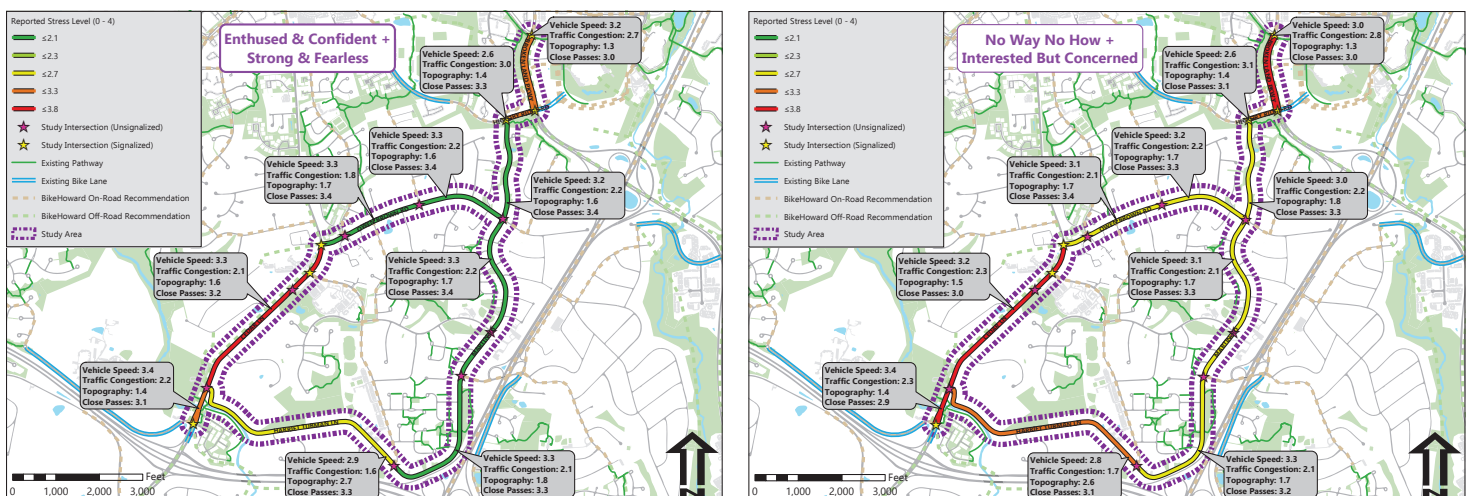 Reported Stress Level (0 - 4)
≤2.1
≤2.3
≤2.7
≤3.3
≤3.8
Study Intersection (Unsignalized)
Study Intersection (Signalized)
Existing Pathway
Existing Bike Lane
BikeHoward On-Road Recommendation
BikeHoward Off-Road Recommendation
Study Area
Enthused & Confident +
Strong & Fearless
Vehicle Speed: 3.2
Traffic Congestion: 2.7
Topography: 1.3
Close Passes: 3.0
Vehicle Speed: 2.6
Traffic Congestion: 3.0
Topography: 1.4
Close Passes: 3.3
Vehicle Speed: 3.3
Traffic Congestion: 2.2
Topography: 1.6
Close Passes: 3.4
Vehicle Speed: 3.3
Traffic Congestion: 1.8
Topography: 1.7
Close Passes: 3.4
Vehicle Speed: 3.2
Traffic Congestion: 2.2
Topography: 1.6
Close Passes: 3.4
Vehicle Speed: 3.3
Traffic Congestion: 2.1
Topography: 1.6
Close Passes: 3.2
Vehicle Speed: 3.3
Traffic Congestion: 2.2
Topography: 1.7
Close Passes: 3.4
Vehicle Speed: 3.4
Traffic Congestion: 2.2
Topography: 1.4
Close Passes: 3.1
HARRIET TUBMAN LN
Vehicle Speed: 2.9
Traffic Congestion: 1.6
Topography: 2.7
Close Passes: 3.3
Vehicle Speed: 3.3
Traffic Congestion: 2.1
Topography: 1.8
Close Passes: 3.3
Feet
0 1,000 2,000 3,000
Reported Stress Level (0 - 4)
≤2.1
≤2.3
≤2.7
≤3.3
≤3.8
Study Intersection (Unsignalized)
Study Intersection (Signalized)
Existing Pathway
Existing Bike Lane
BikeHoward On-Road Recommendation
BikeHoward Off-Road Recommendation
Study Area
No Way No How +
Interested But Concerned
Vehicle Speed: 3.0
Traffic Congestion: 2.8
Topography: 1.3
Close Passes: 3.0
Vehicle Speed: 2.6
Traffic Congestion: 3.1
Topography: 1.4
Close Passes: 3.1
Vehicle Speed: 3.2
Traffic Congestion: 2.2
Topography: 1.7
Close Passes: 3.3
Vehicle Speed: 3.1
Traffic Congestion: 2.1
Topography: 1.7
Close Passes: 3.4
Vehicle Speed: 3.0
Traffic Congestion: 2.2
Topography: 1.8
Close Passes: 3.3
Vehicle Speed: 3.2
Traffic Congestion: 2.3
Topography: 1.5
Close Passes: 3.0
Vehicle Speed: 3.1
Traffic Congestion: 2.1
Topography: 1.7
Close Passes: 3.3
Vehicle Speed: 3.4
Traffic Congestion: 2.3
Topography: 1.4
Close Passes: 2.9
HARRIET TUBMAN LN
Vehicle Speed: 2.8
Traffic Congestion: 1.7
Topography: 2.6
Close Passes: 3.1
Vehicle Speed: 3.3
Traffic Congestion: 2.1
Topography: 1.7
Close Passes: 3.2
Feet
0 1,000 2,000 3,000